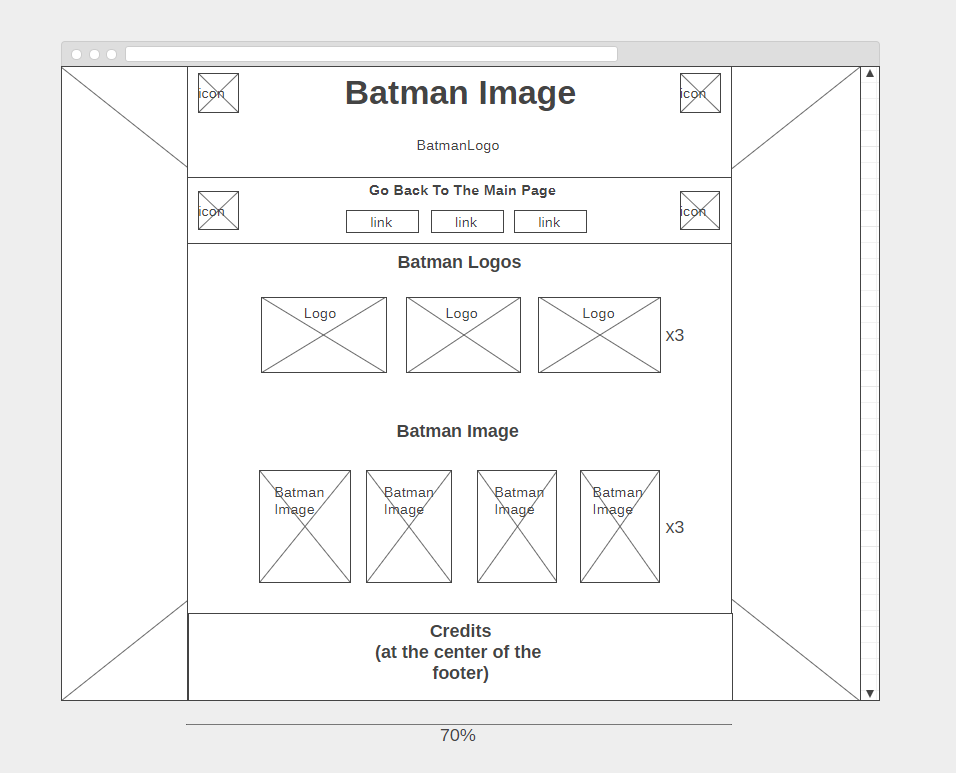 icon
Batman Image
icon
BatmanLogo
Go Back To The Main Page
icon
link
link
link
icon
Batman Logos
Logo
Logo
Logo
x3
Batman Image
Batman
Image
Batman
Image
Batman
Image
Batman
Image
x3
Credits
(at the center of the
footer)
70%